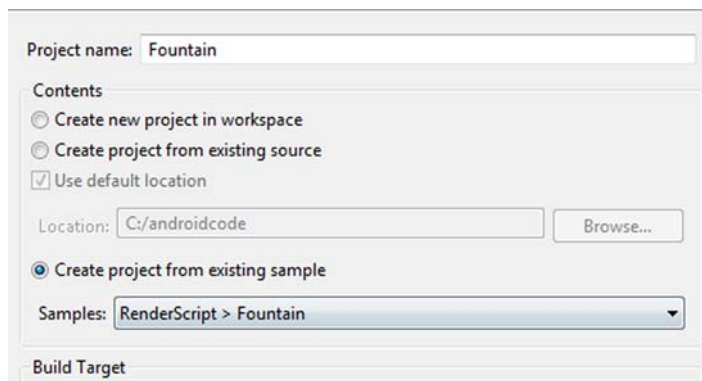 Project name: Fountain
Contents
Create new project in workspace
Create project from existing source
Use default location
Location: C:/androidcode Browse...
Create project from existing sample
Samples: RenderScript > Fountain
Build Target